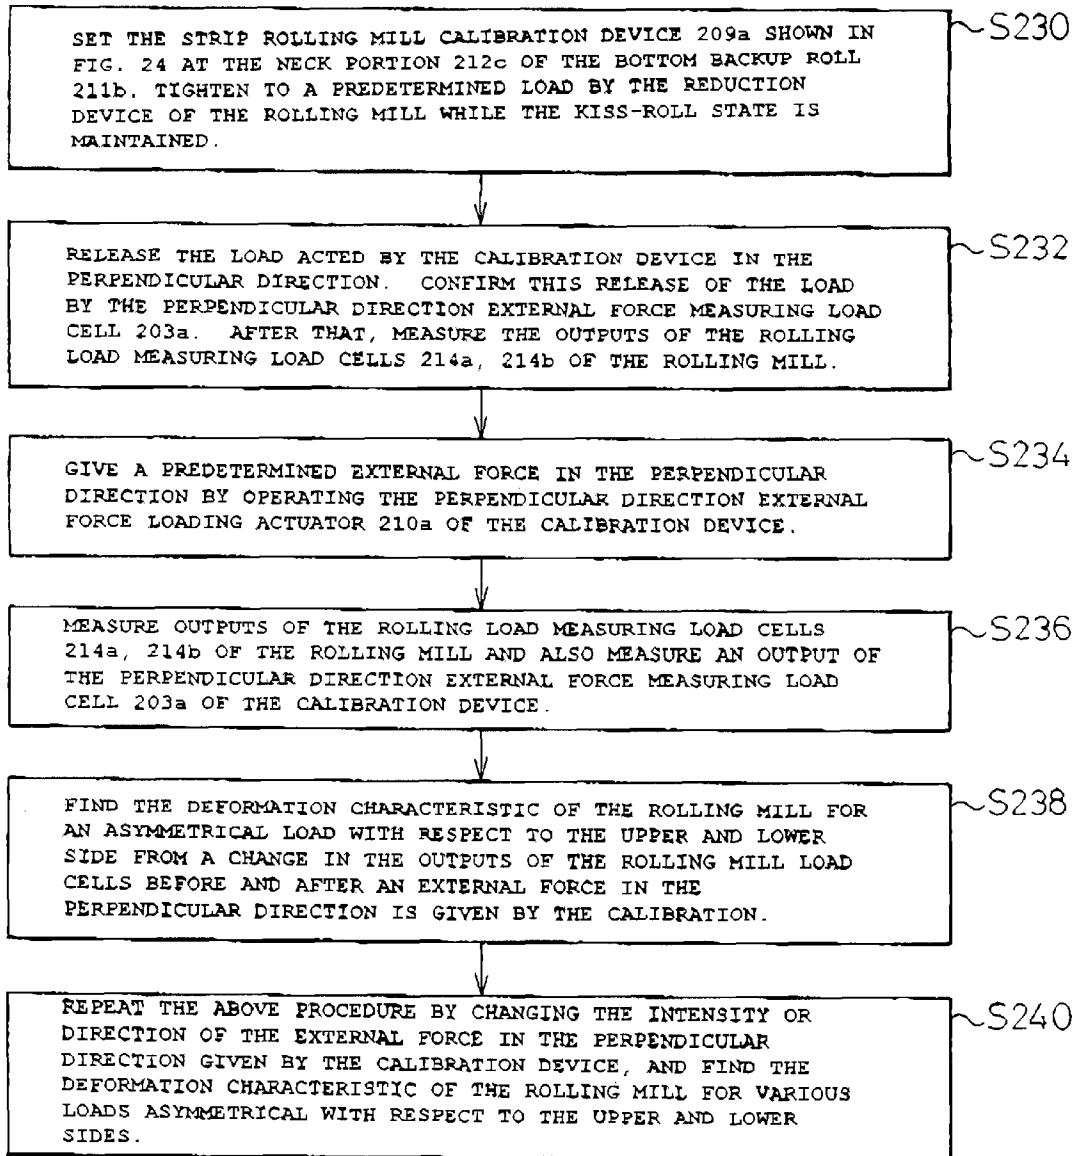 SET THE STRIP ROLLING MILL CALIBRATION DEVICE 209a SHOWN IN
FIG. 24 AT THE NECK PORTION 212c OF THE BOTTOM BACKUP ROLL
211b. TIGHTEN TO A PREDETERMINED LOAD BY THE REDUCTION
DEVICE OF THE ROLLING MILL WHILE THE KISS-ROLL STATE IS
MAINTAINED.
S230
RELEASE THE LOAD ACTED BY THE CALIBRATION DEVICE IN THE
PERPENDICULAR DIRECTION. CONFIRM THIS RELEASE OF THE LOAD
BY THE PERPENDICULAR DIRECTION EXTERNAL FORCE MEASURING LOAD
CELL 203a. AFTER THAT, MEASURE THE OUTPUTS OF THE ROLLING
LOAD MEASURING LOAD CELLS 214a, 214b OF THE ROLLING MILL.
S232
GIVE A PREDETERMINED EXTERNAL FORCE IN THE PERPENDICULAR
DIRECTION BY OPERATING THE PERPENDICULAR DIRECTION EXTERNAL
FORCE LOADING ACTUATOR 210a OF THE CALIBRATION DEVICE.
S234
MEASURE OUTPUTS OF THE ROLLING LOAD MEASURING LOAD CELLS
214a, 214b OF THE ROLLING MILL AND ALSO MEASURE AN OUTPUT OF
THE PERPENDICULAR DIRECTION EXTERNAL FORCE MEASURING LOAD
CELL 203a OF THE CALIBRATION DEVICE.
S236
FIND THE DEFORMATION CHARACTERISTIC OF THE ROLLING MILL FOR
AN ASYMMETRICAL LOAD WITH RESPECT TO THE UPPER AND LOWER
SIDE FROM A CHANGE IN THE OUTPUTS OF THE ROLLING MILL LOAD
CELLS BEFORE AND AFTER AN EXTERNAL FORCE IN THE
PERPENDICULAR DIRECTION IS GIVEN BY THE CALIBRATION.
S238
REPEAT THE ABOVE PROCEDURE BY CHANGING THE INTENSITY OR
DIRECTION OF THE EXTERNAL FORCE IN THE PERPENDICULAR
DIRECTION GIVEN BY THE CALIBRATION DEVICE, AND FIND THE
DEFORMATION CHARACTERISTIC OF THE ROLLING MILL FOR VARIOUS
LOADS ASYMMETRICAL WITH RESPECT TO THE UPPER AND LOWER
SIDES.
S240